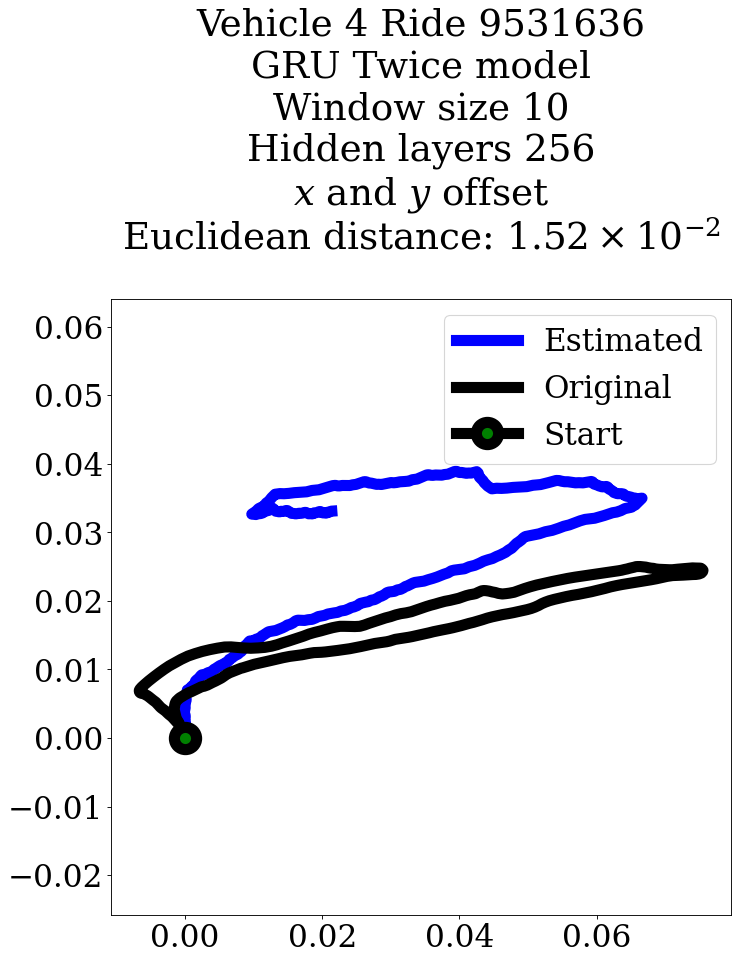 Vehicle 4 Ride 9531636
GRU Twice model
Window size 10
Hidden layers 256
x and y offset
Euclidean distance: 1.52 × 10⁻²
Estimated
Original
Start
0.06
0.05
0.04
0.03
0.02
0.01
0.00
−0.01
−0.02
0.00 0.02 0.04 0.06